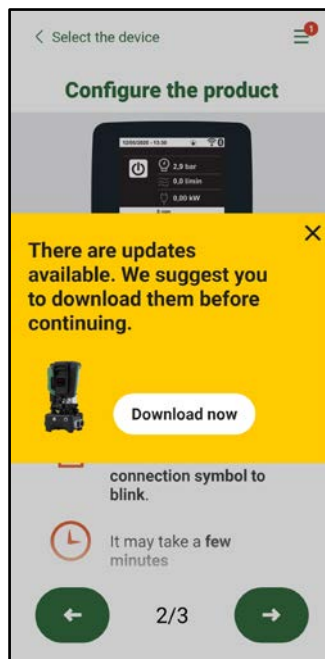 Select the device
1
Configure the product
12/05/2025 - 10:30
2,9 bar
0,0 l/min
0,00 kW
There are updates
available. We suggest you
to download them before
continuing.
Download now
connection symbol to
blink.
It may take a few
minutes
2/3